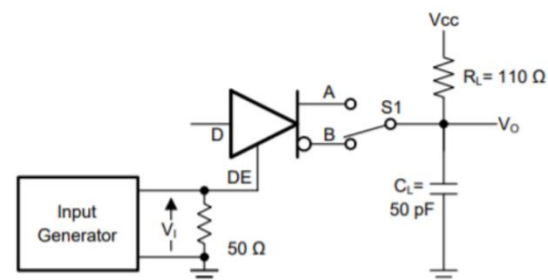 Vcc
RL= 110 Ω
A
S1
D
B
VO
DE
CL=
50 pF
Input
Generator
VI
50 Ω